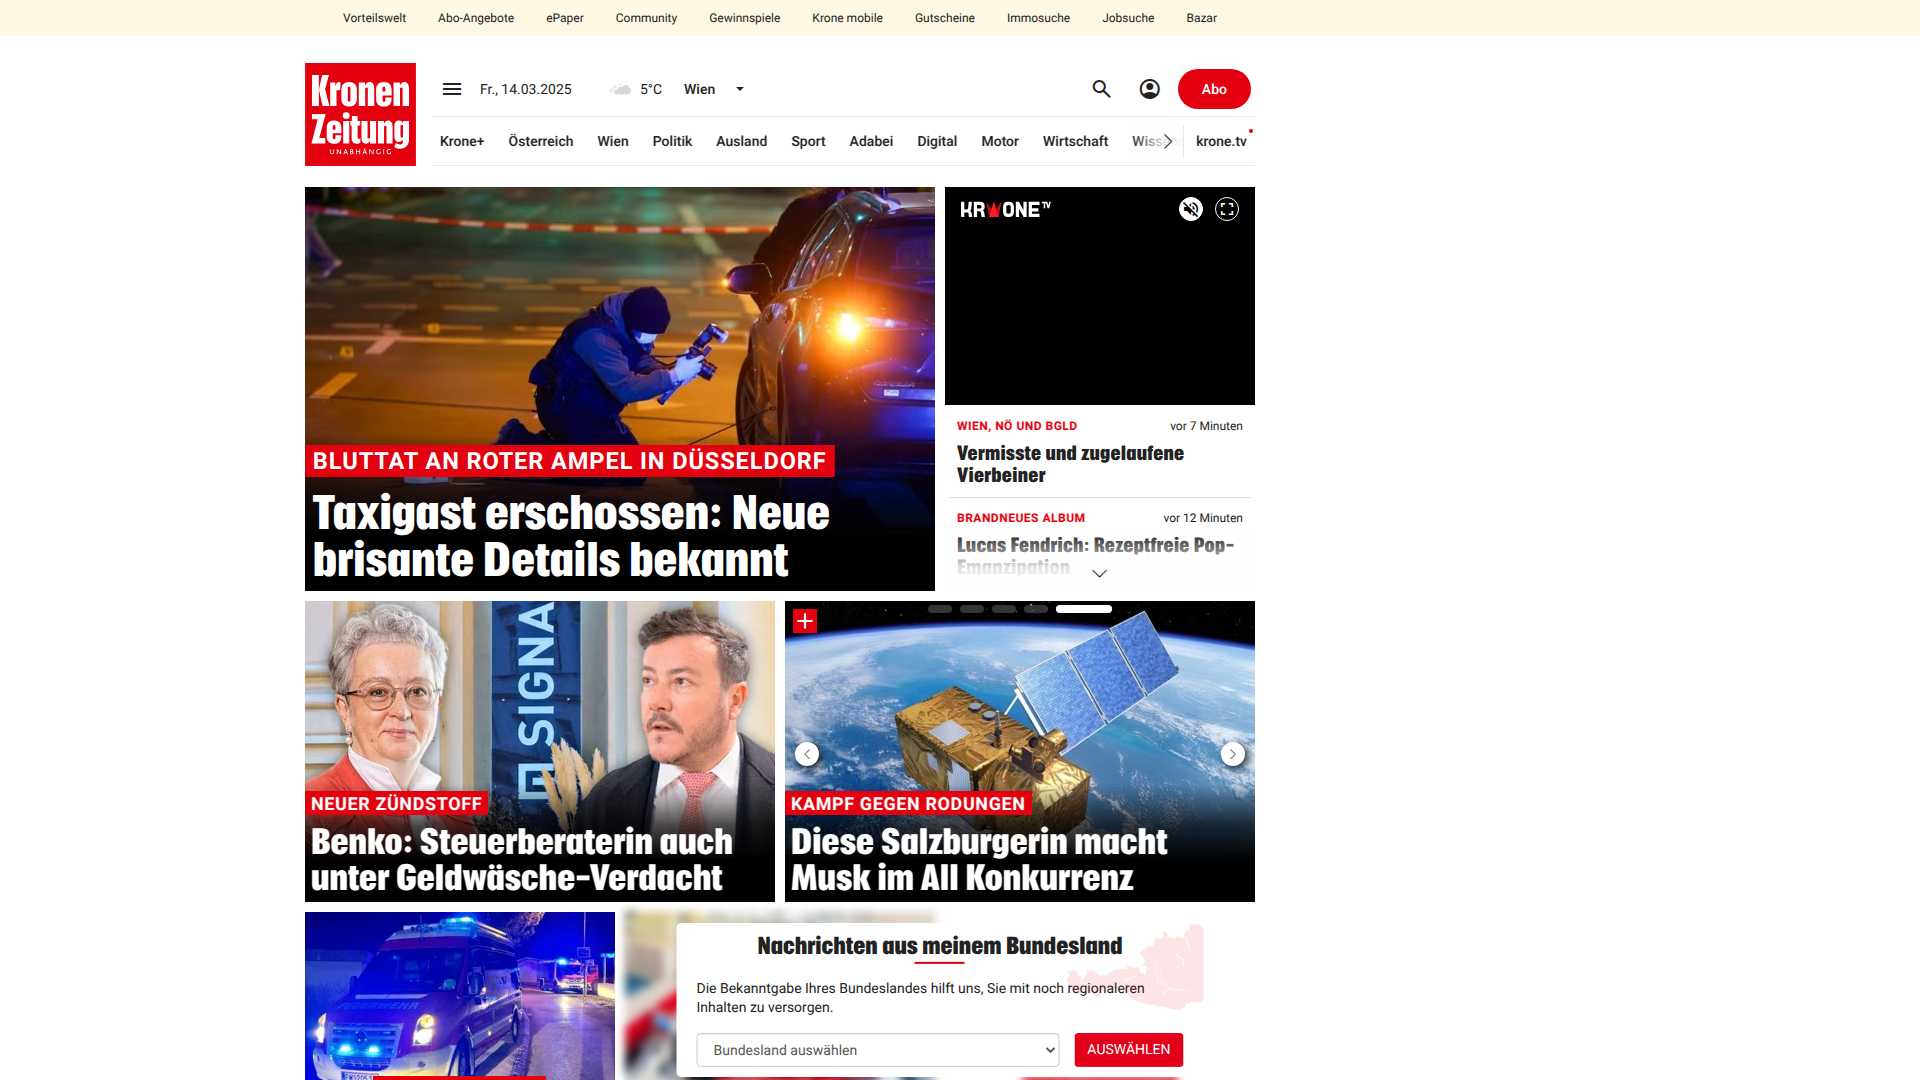 Vorteilswelt Abo-Angebote ePaper Community Gewinnspiele Krone mobile Gutscheine Immosuche Jobsuche Bazar
Kronen
Zeitung
UNABHÄNGIG
Fr., 14.03.2025 5°C Wien
Abo
Krone+ Österreich Wien Politik Ausland Sport Adabei Digital Motor Wirtschaft krone.tv
BLUTTAT AN ROTER AMPEL IN DÜSSELDORF
Taxigast erschossen: Neue
brisante Details bekannt
KRONE TV
WIEN, NÖ UND BGLD vor 7 Minuten
Vermisste und zugelaufene
Vierbeiner
BRANDNEUES ALBUM vor 12 Minuten
Lucas Fendrich: Rezeptfreie Pop-
Emanzipation
SIGNA
NEUER ZÜNDSTOFF
Benko: Steuerberaterin auch
unter Geldwäsche-Verdacht
KAMPF GEGEN RODUNGEN
Diese Salzburgerin macht
Musk im All Konkurrenz
Nachrichten aus meinem Bundesland
Die Bekanntgabe Ihres Bundeslandes hilft uns, Sie mit noch regionaleren
Inhalten zu versorgen.
Bundesland auswählen AUSWÄHLEN